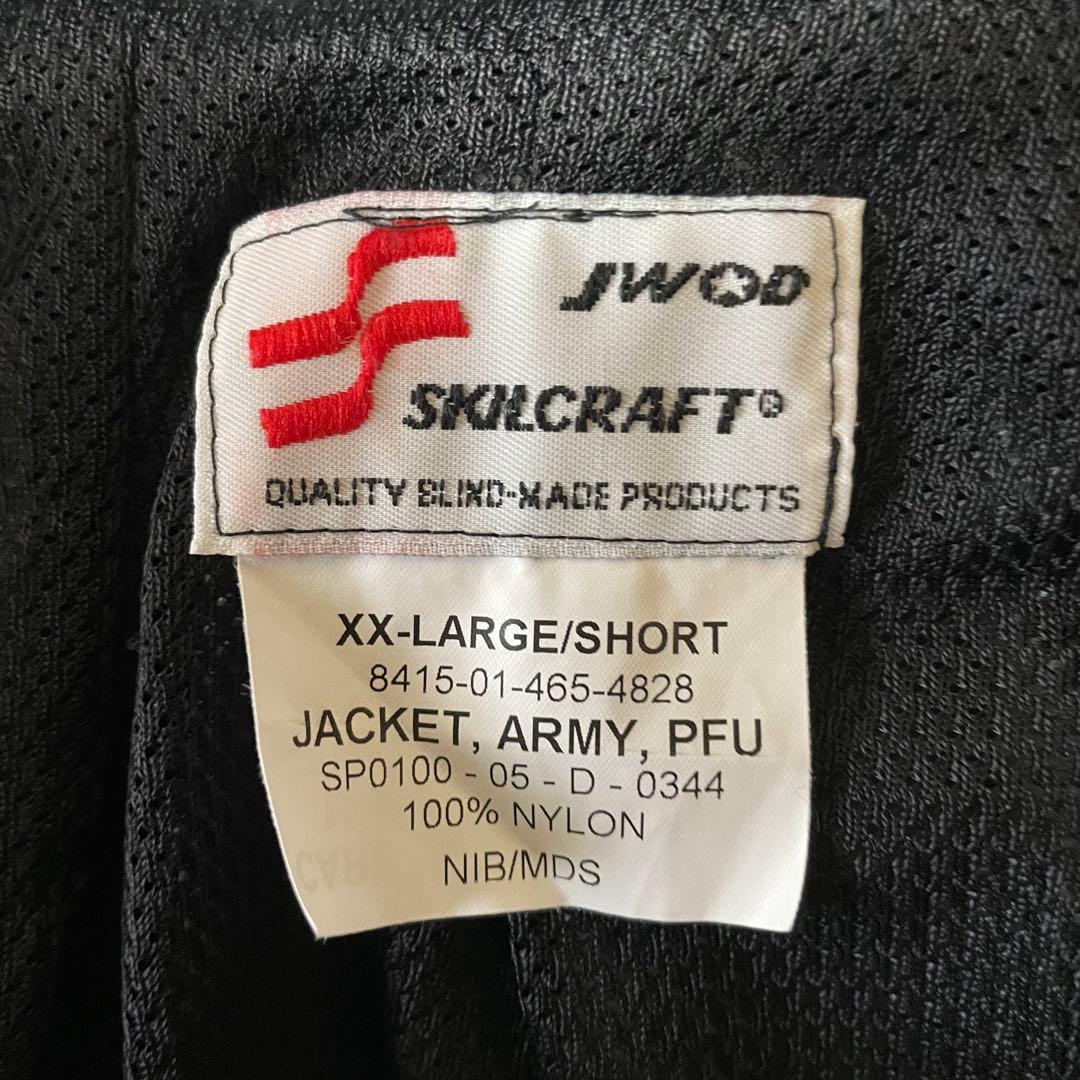 JWOD
SKILCRAFT®
QUALITY BLIND-MADE PRODUCTS
XX-LARGE/SHORT
8415-01-465-4828
JACKET, ARMY, PFU
SP0100 - 05 - D - 0344
100% NYLON
NIB/MDS